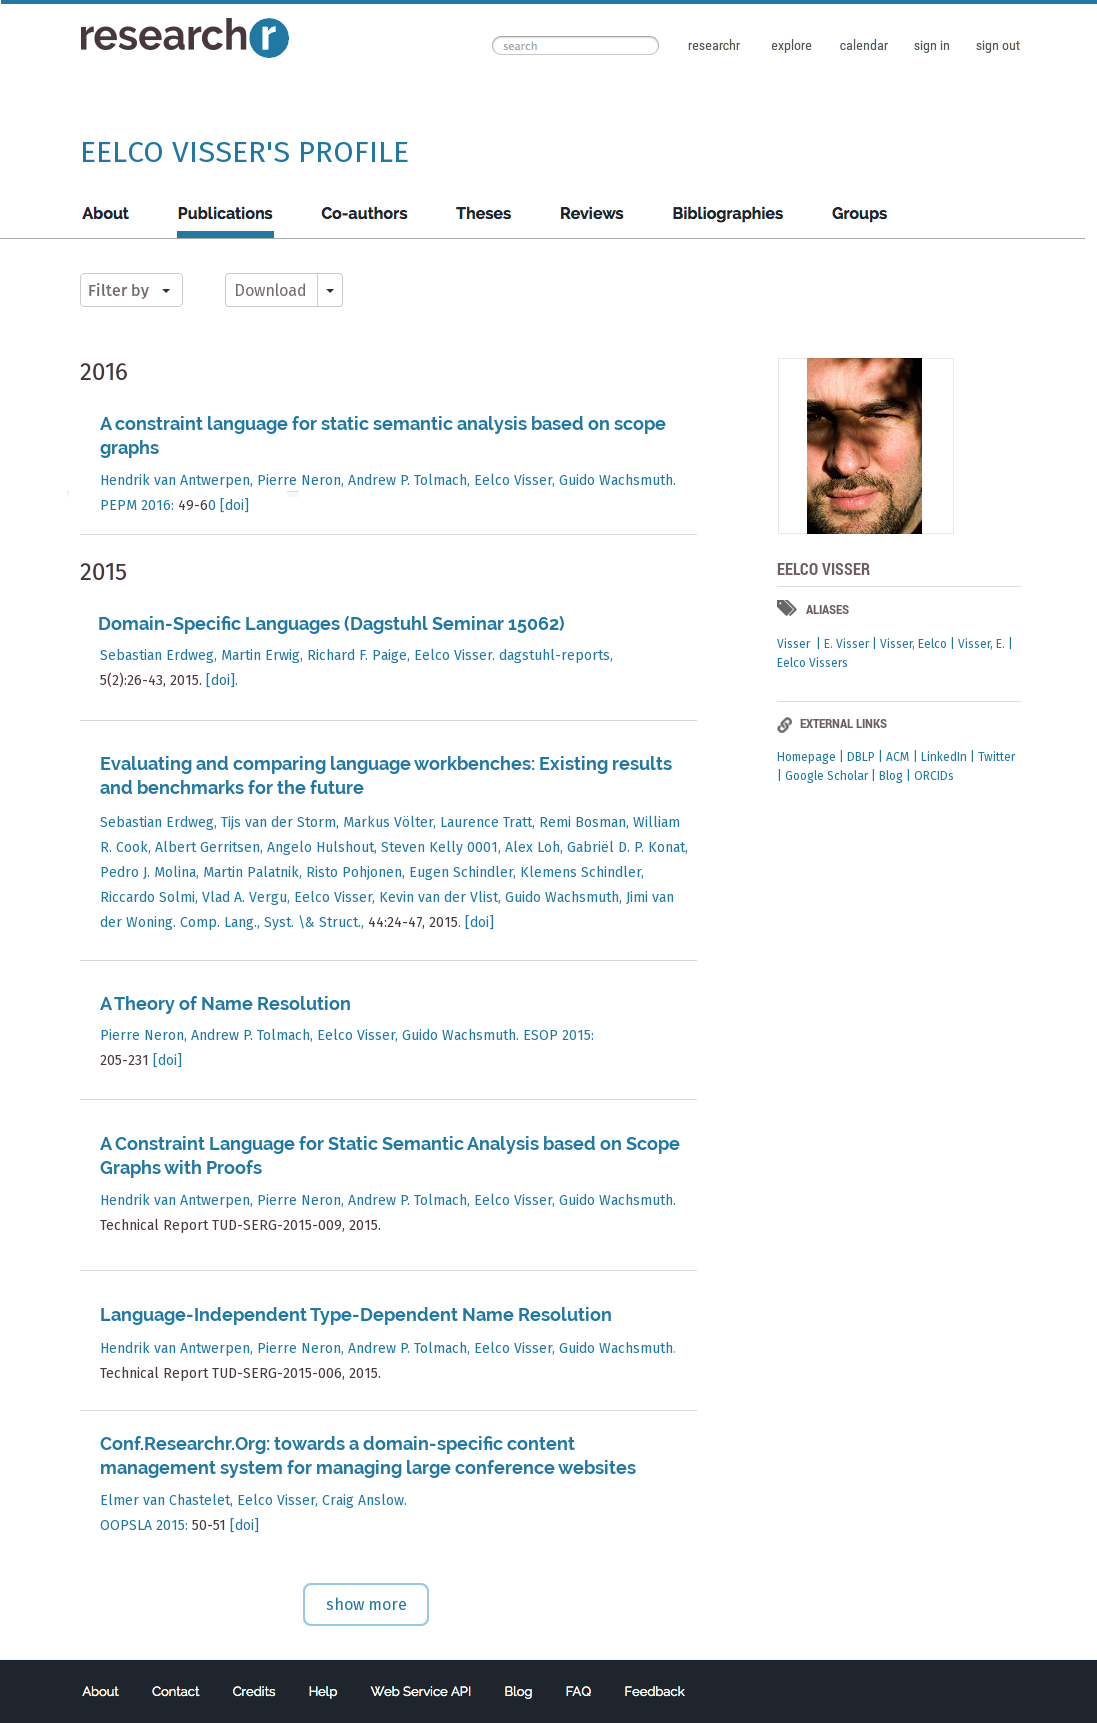 researchr
search
researchr explore calendar sign in sign out
EELCO VISSER'S PROFILE
About Publications Co-authors Theses Reviews Bibliographies Groups
Filter by Download
2016
A constraint language for static semantic analysis based on scope
graphs
Hendrik van Antwerpen, Pierre Neron, Andrew P. Tolmach, Eelco Visser, Guido Wachsmuth.
PEPM 2016: 49-60 [doi]
2015
Domain-Specific Languages (Dagstuhl Seminar 15062)
Sebastian Erdweg, Martin Erwig, Richard F. Paige, Eelco Visser. dagstuhl-reports,
5(2):26-43, 2015. [doi].
Evaluating and comparing language workbenches: Existing results
and benchmarks for the future
Sebastian Erdweg, Tijs van der Storm, Markus Völter, Laurence Tratt, Remi Bosman, William
R. Cook, Albert Gerritsen, Angelo Hulshout, Steven Kelly 0001, Alex Loh, Gabriël D. P. Konat,
Pedro J. Molina, Martin Palatnik, Risto Pohjonen, Eugen Schindler, Klemens Schindler,
Riccardo Solmi, Vlad A. Vergu, Eelco Visser, Kevin van der Vlist, Guido Wachsmuth, Jimi van
der Woning. Comp. Lang., Syst. \& Struct., 44:24-47, 2015. [doi]
A Theory of Name Resolution
Pierre Neron, Andrew P. Tolmach, Eelco Visser, Guido Wachsmuth. ESOP 2015:
205-231 [doi]
A Constraint Language for Static Semantic Analysis based on Scope
Graphs with Proofs
Hendrik van Antwerpen, Pierre Neron, Andrew P. Tolmach, Eelco Visser, Guido Wachsmuth.
Technical Report TUD-SERG-2015-009, 2015.
Language-Independent Type-Dependent Name Resolution
Hendrik van Antwerpen, Pierre Neron, Andrew P. Tolmach, Eelco Visser, Guido Wachsmuth.
Technical Report TUD-SERG-2015-006, 2015.
Conf.Researchr.Org: towards a domain-specific content
management system for managing large conference websites
Elmer van Chastelet, Eelco Visser, Craig Anslow.
OOPSLA 2015: 50-51 [doi]
show more
EELCO VISSER
ALIASES
Visser | E. Visser | Visser, Eelco | Visser, E. |
Eelco Vissers
EXTERNAL LINKS
Homepage | DBLP | ACM | LinkedIn | Twitter
| Google Scholar | Blog | ORCIDs
About Contact Credits Help Web Service API Blog FAQ Feedback